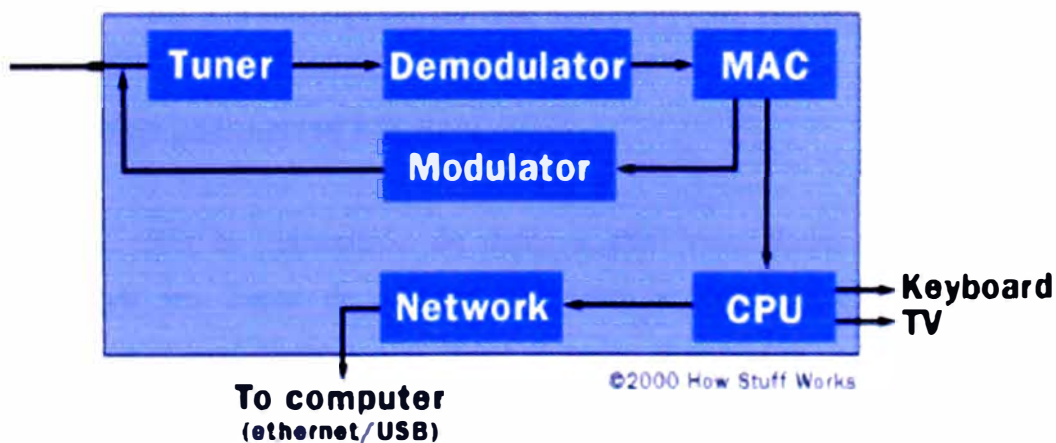 Tuner
Demodulator
MAC
Modulator
Network
CPU
Keyboard
TV
©2000 How Stuff Works
To computer
(ethernet/USB)